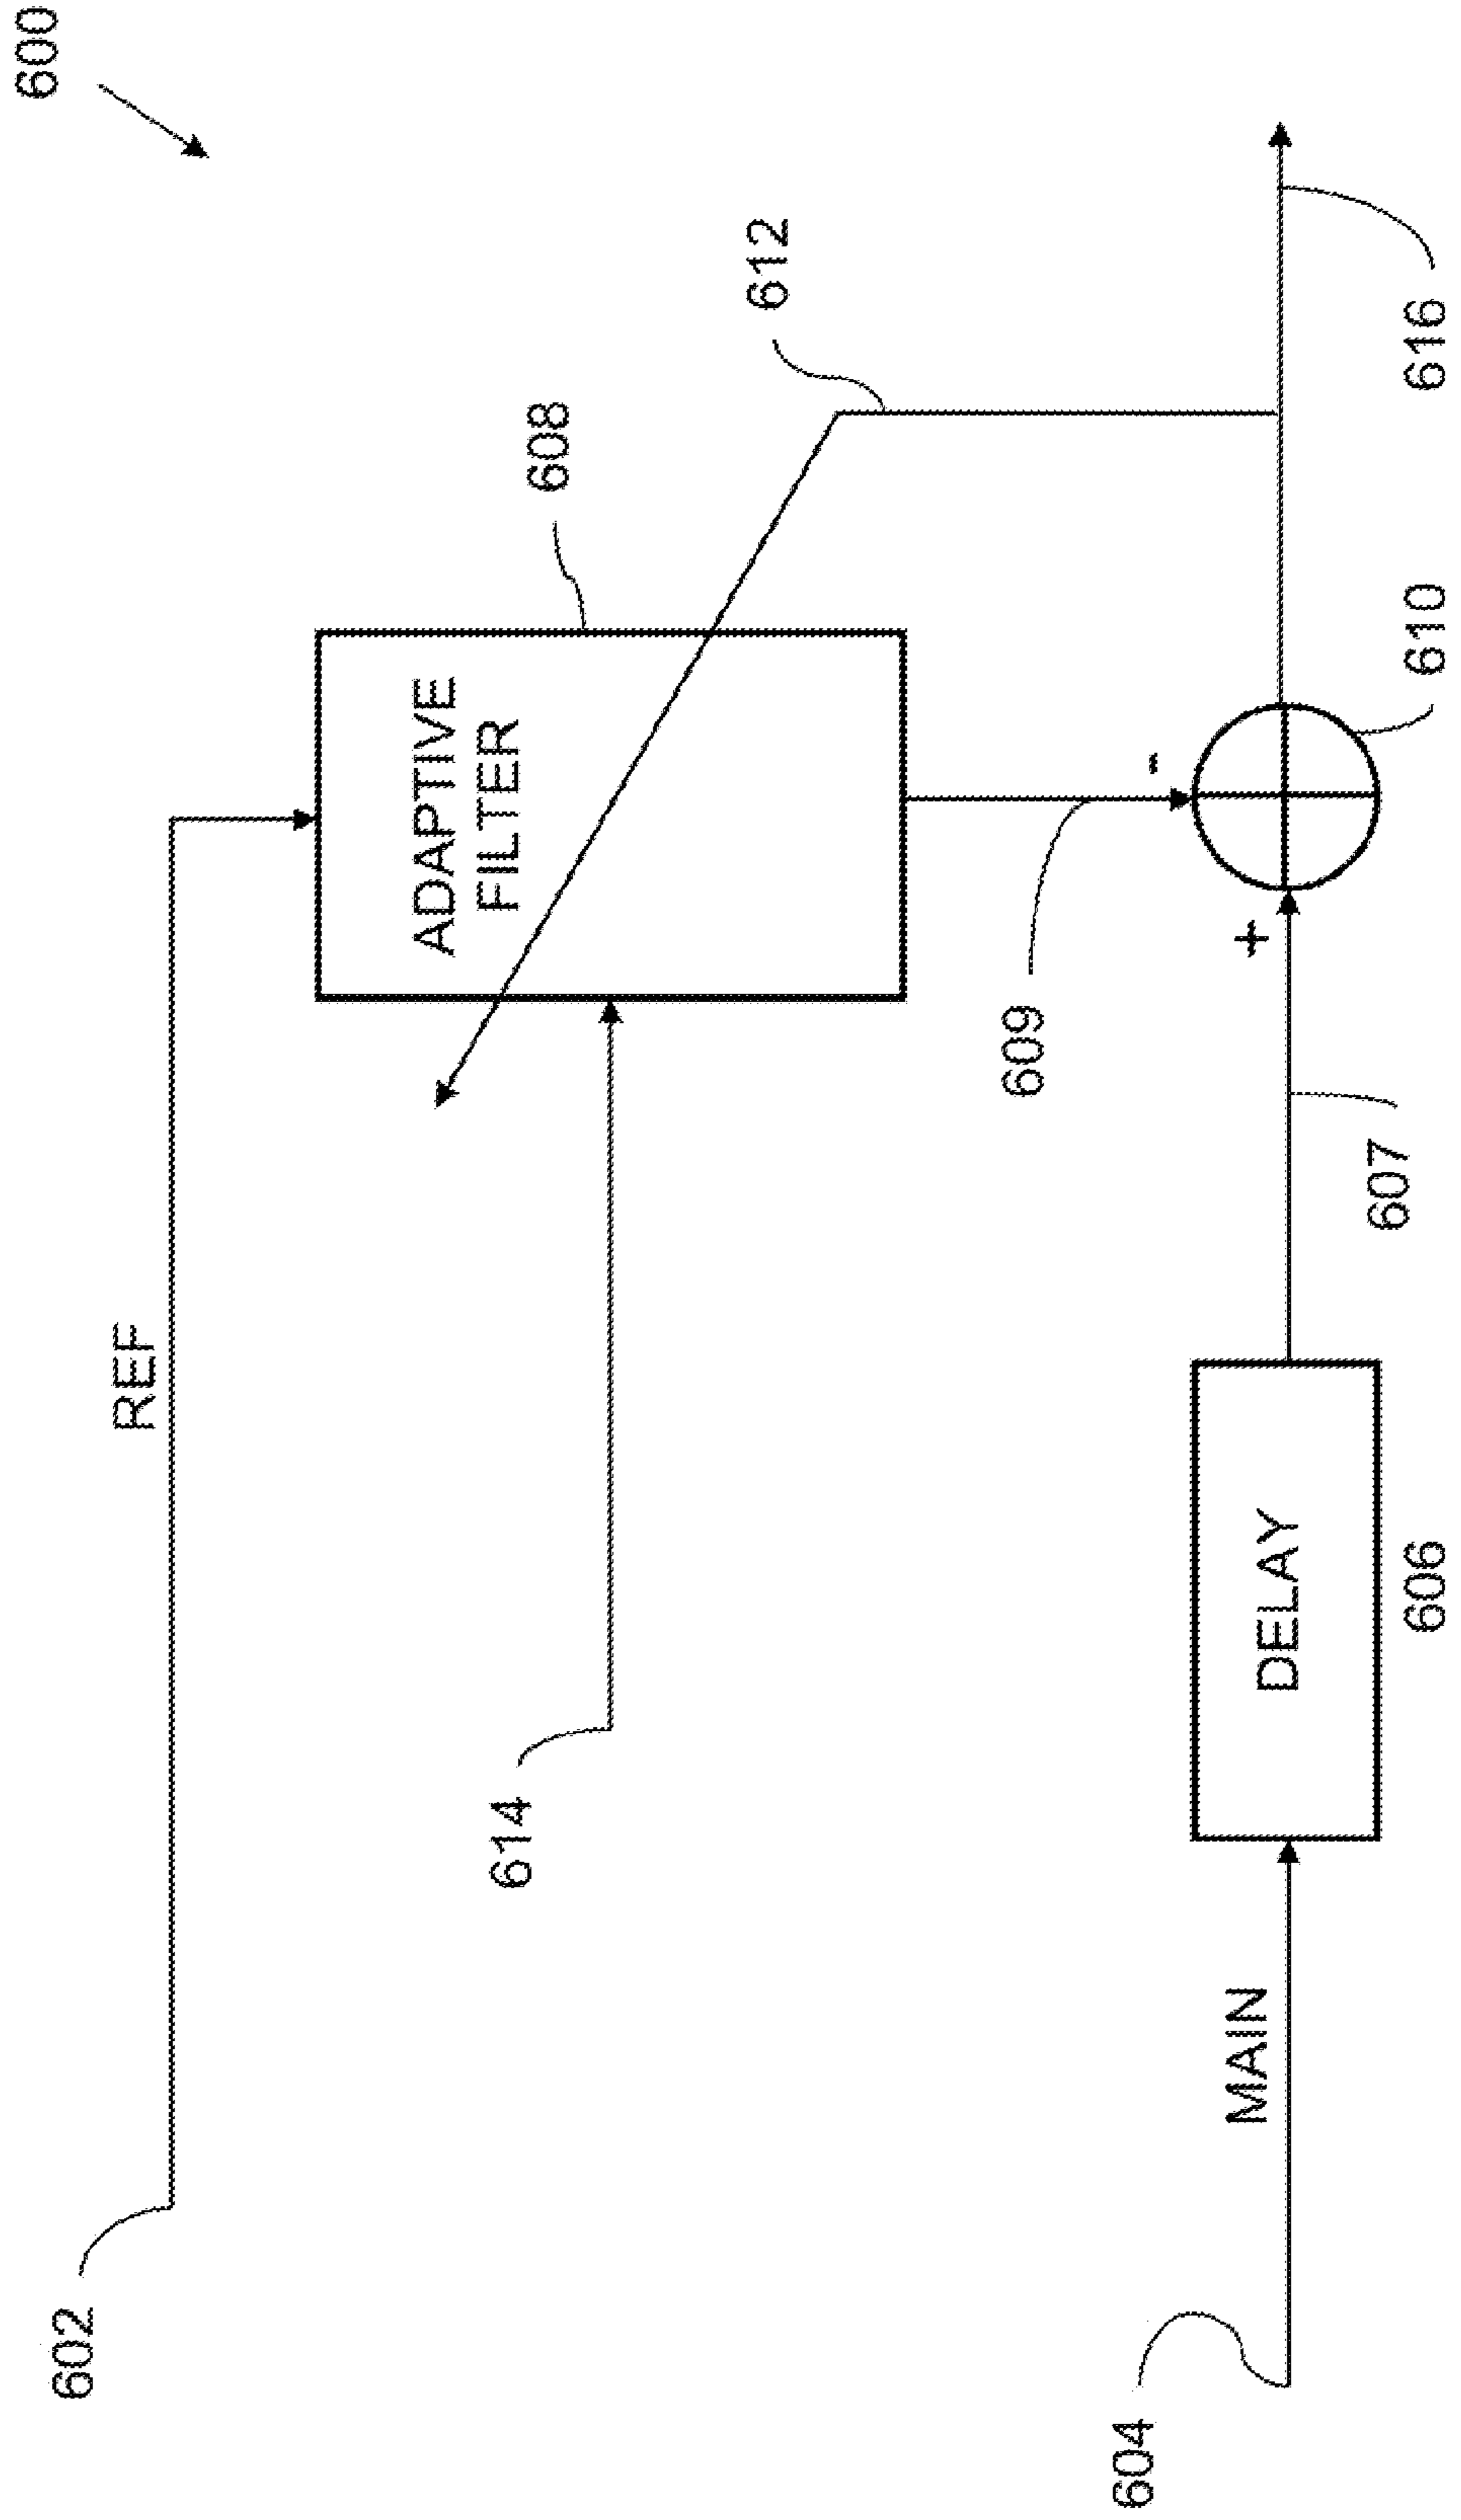 600
602
REF
614
ADAPTIVE
FILTER
608
612
609
-
+
604
MAIN
DELAY
606
607
610
616